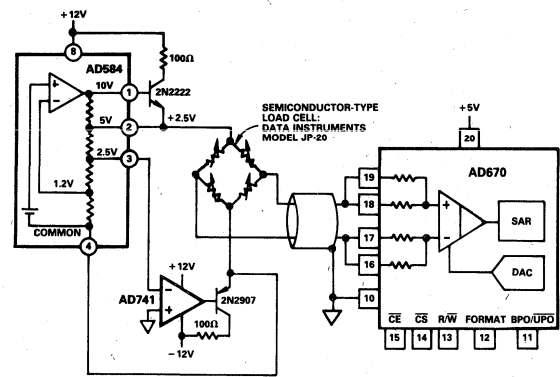 +12V
8
AD584
100Ω
10V
1
2N2222
5V
2
+2.5V
2.5V
3
1.2V
COMMON
4
+
−
SEMICONDUCTOR-TYPE
LOAD CELL:
DATA INSTRUMENTS
MODEL JP-20
+5V
20
AD670
19
18
17
16
10
+
−
SAR
DAC
+12V
AD741
−
+
2N2907
100Ω
−12V
CE CS R/W FORMAT BPO/UPO
15 14 13 12 11